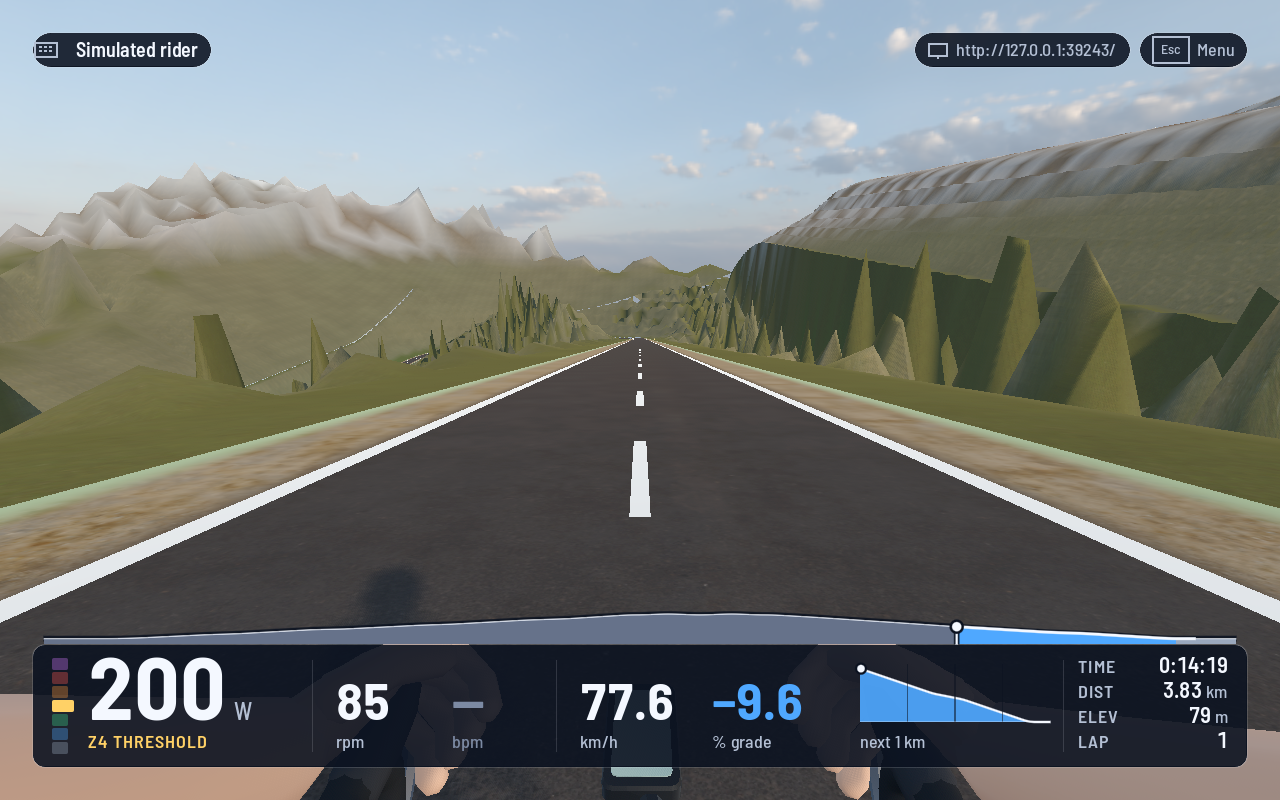 Simulated rider
http://127.0.0.1:39243/
Esc Menu
200 W
Z4 THRESHOLD
85
rpm
—
bpm
77.6
km/h
−9.6
% grade
next 1 km
TIME 0:14:19
DIST 3.83 km
ELEV 79 m
LAP 1